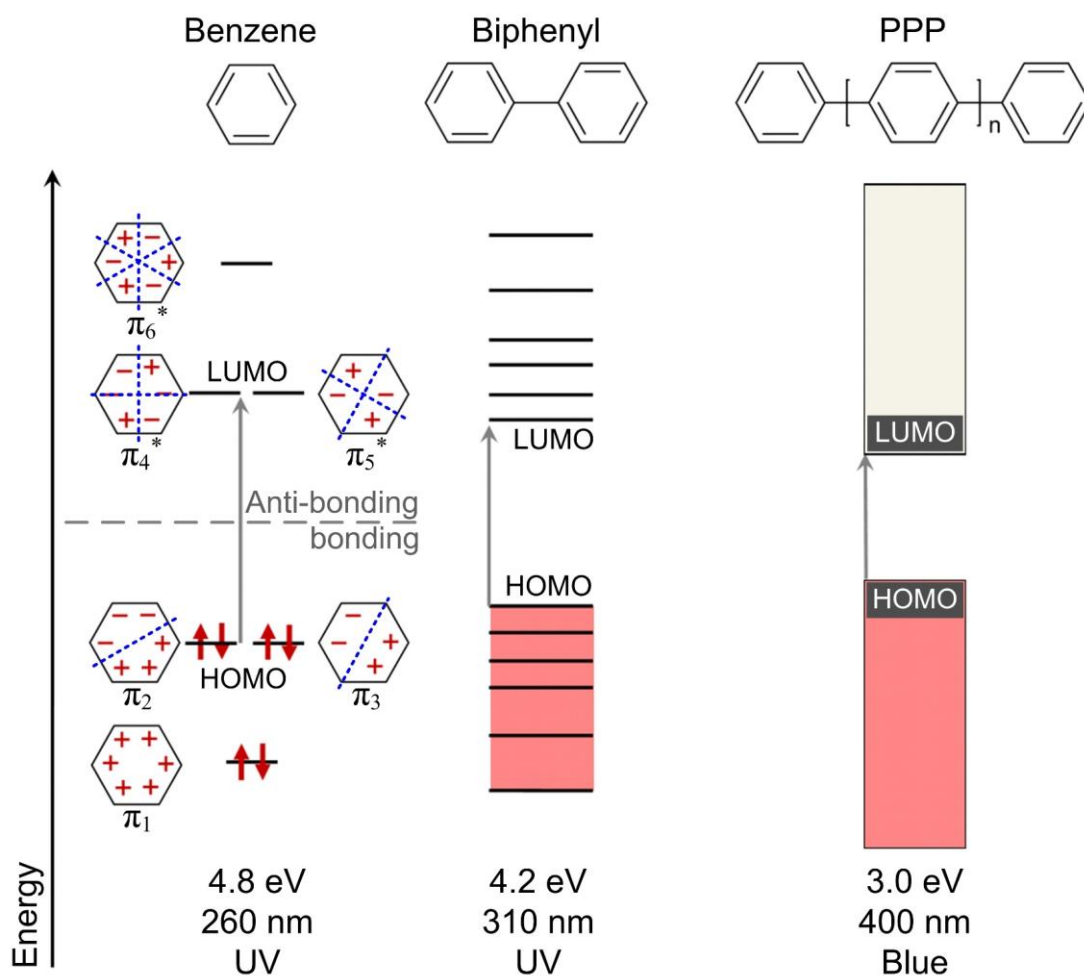 Benzene
Biphenyl
PPP
n
π6*
LUMO
π4*
π5*
LUMO
LUMO
Anti-bonding
bonding
HOMO
HOMO
π2
HOMO
π3
π1
Energy
4.8 eV
260 nm
UV
4.2 eV
310 nm
UV
3.0 eV
400 nm
Blue